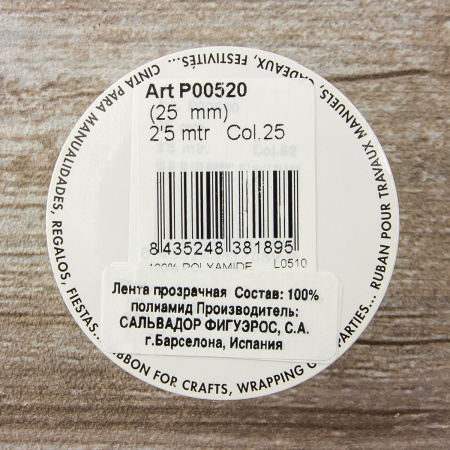 Art P00520
(25 mm)
2'5 mtr Col.25
8 435248 381895
100% POLYAMIDE L0510
Лента прозрачная Состав: 100%
полиамид Производитель:
САЛЬВАДОР ФИГУЭРОС, С.А.
г.Барселона, Испания
CINTA PARA MANUALIDADES, REGALOS, FIESTAS...
RIBBON FOR CRAFTS, WRAPPING PARTIES...
RUBAN POUR TRAVAUX MANUELS, CADEAUX, FESTIVITÉS...